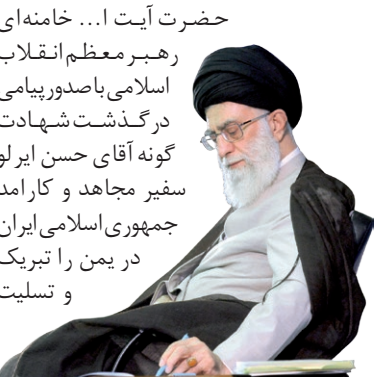 حضرت آیت ا... خامنه‌ای
رهبر معظم انقلاب
اسلامی با صدور پیامی
درگذشت شهادت
گونه آقای حسن ایرلو
سفیر مجاهد و کارامد
جمهوری اسلامی ایران
در یمن را تبریک
و تسلیت